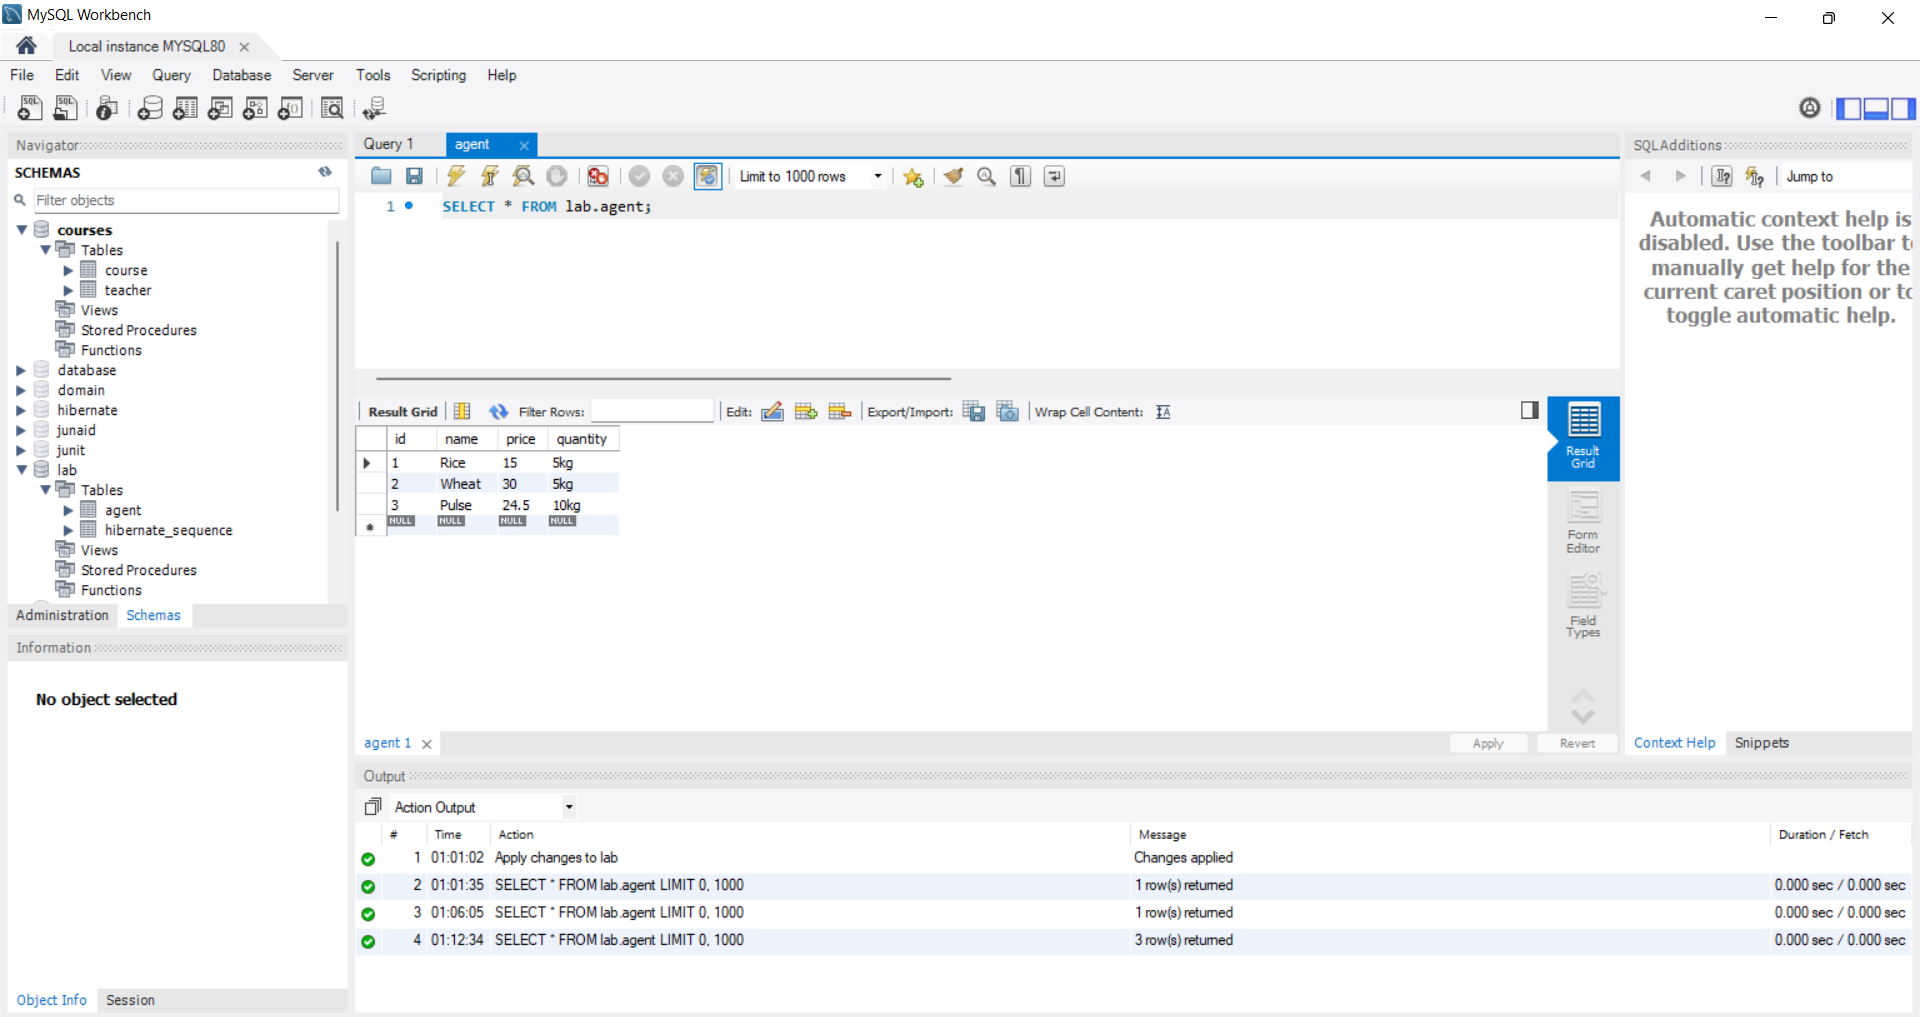 MySQL Workbench
Local instance MYSQL80
File Edit View Query Database Server Tools Scripting Help
Navigator
SCHEMAS
Filter objects
courses
Tables
course
teacher
Views
Stored Procedures
Functions
database
domain
hibernate
junaid
junit
lab
Tables
agent
hibernate_sequence
Views
Stored Procedures
Functions
Administration Schemas
Information
No object selected
Object Info Session
Query 1 agent
Limit to 1000 rows
1 SELECT * FROM lab.agent;
Result Grid Filter Rows: Edit: Export/Import: Wrap Cell Content:
id name price quantity
1 Rice 15 5kg
2 Wheat 30 5kg
3 Pulse 24.5 10kg
NULL NULL NULL NULL
Result
Grid
Form
Editor
Field
Types
agent 1
Apply Revert
SQLAdditions
Jump to
Automatic context help is
disabled. Use the toolbar to
manually get help for the
current caret position or to
toggle automatic help.
Context Help Snippets
Output
Action Output
# Time Action Message Duration / Fetch
1 01:01:02 Apply changes to lab Changes applied
2 01:01:35 SELECT * FROM lab.agent LIMIT 0, 1000 1 row(s) returned 0.000 sec / 0.000 sec
3 01:06:05 SELECT * FROM lab.agent LIMIT 0, 1000 1 row(s) returned 0.000 sec / 0.000 sec
4 01:12:34 SELECT * FROM lab.agent LIMIT 0, 1000 3 row(s) returned 0.000 sec / 0.000 sec